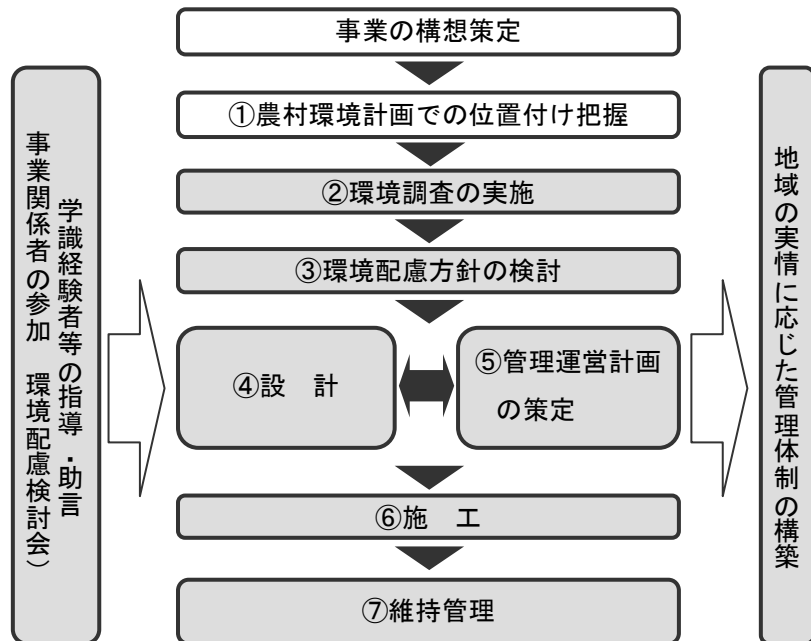 事業の構想策定
①農村環境計画での位置付け把握
②環境調査の実施
③環境配慮方針の検討
④設　計
⑤管理運営計画
の策定
⑥施　工
⑦維持管理
学識経験者等の指導・助言
事業関係者の参加　環境配慮検討会）
地域の実情に応じた管理体制の構築